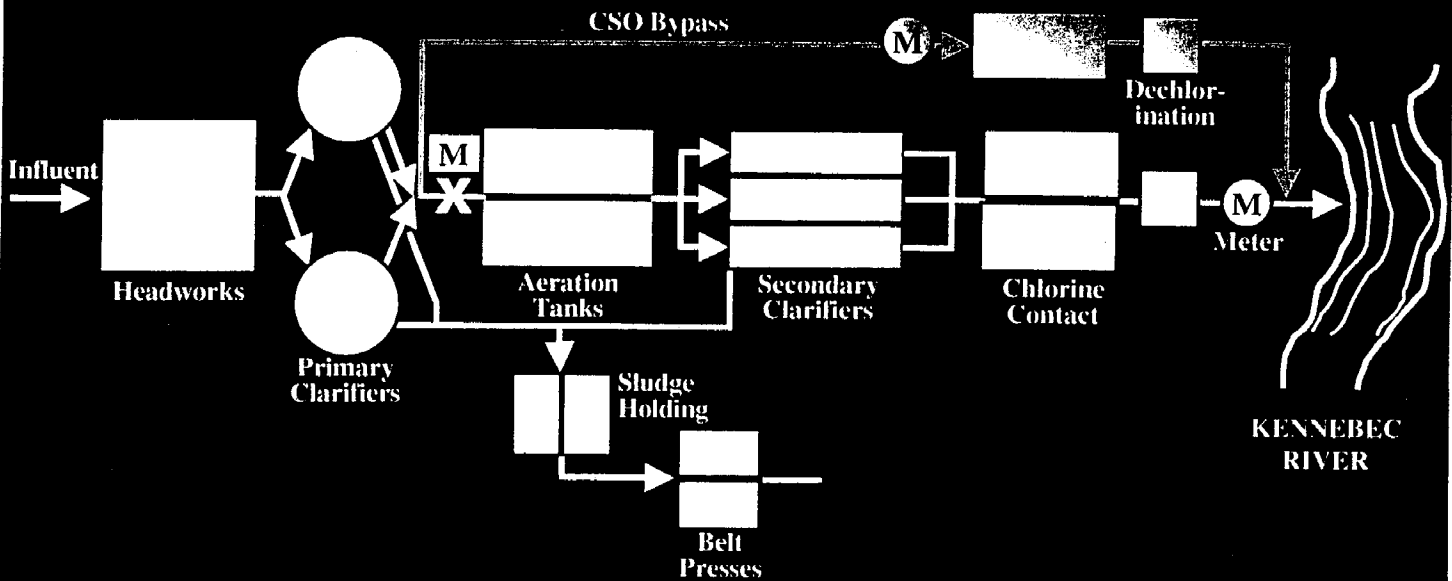 CSO Bypass
M
Dechlor-
ination
Influent
M
X
M
Meter
Headworks
Aeration
Tanks
Secondary
Clarifiers
Chlorine
Contact
Primary
Clarifiers
Sludge
Holding
KENNEBEC
RIVER
Belt
Presses